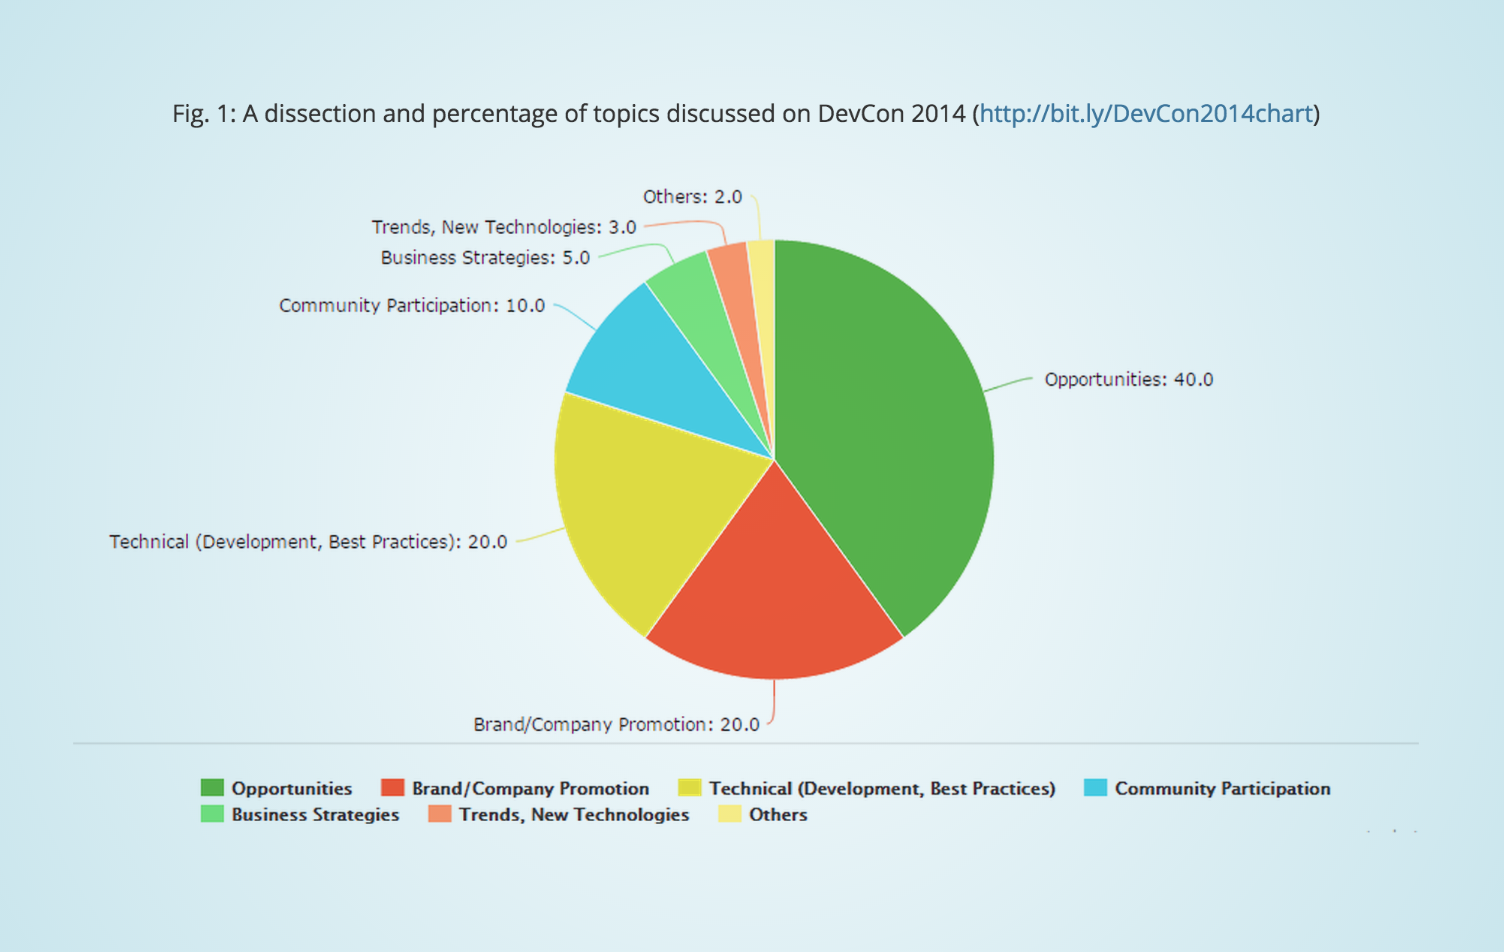 Fig. 1: A dissection and percentage of topics discussed on DevCon 2014 (http://bit.ly/DevCon2014chart)
Others: 2.0
Trends, New Technologies: 3.0
Business Strategies: 5.0
Community Participation: 10.0
Opportunities: 40.0
Technical (Development, Best Practices): 20.0
Brand/Company Promotion: 20.0
Opportunities Brand/Company Promotion Technical (Development, Best Practices) Community Participation
Business Strategies Trends, New Technologies Others